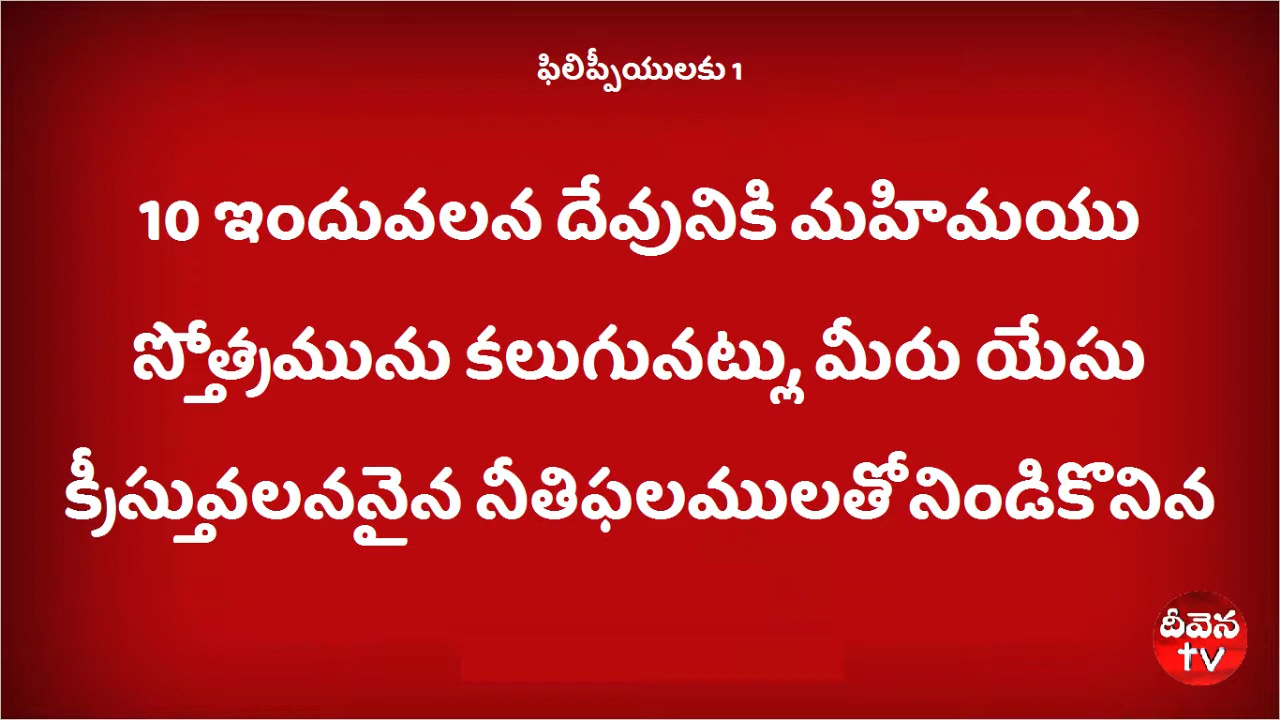 ఫిలిప్పీయులకు 1
10 ఇందువలన దేవునికి మహిమయు
స్తోత్రమును కలుగునట్లు, మీరు యేసు
క్రీస్తువలననైన నీతిఫలములతోనిండికొనిన
దీవెన
tv